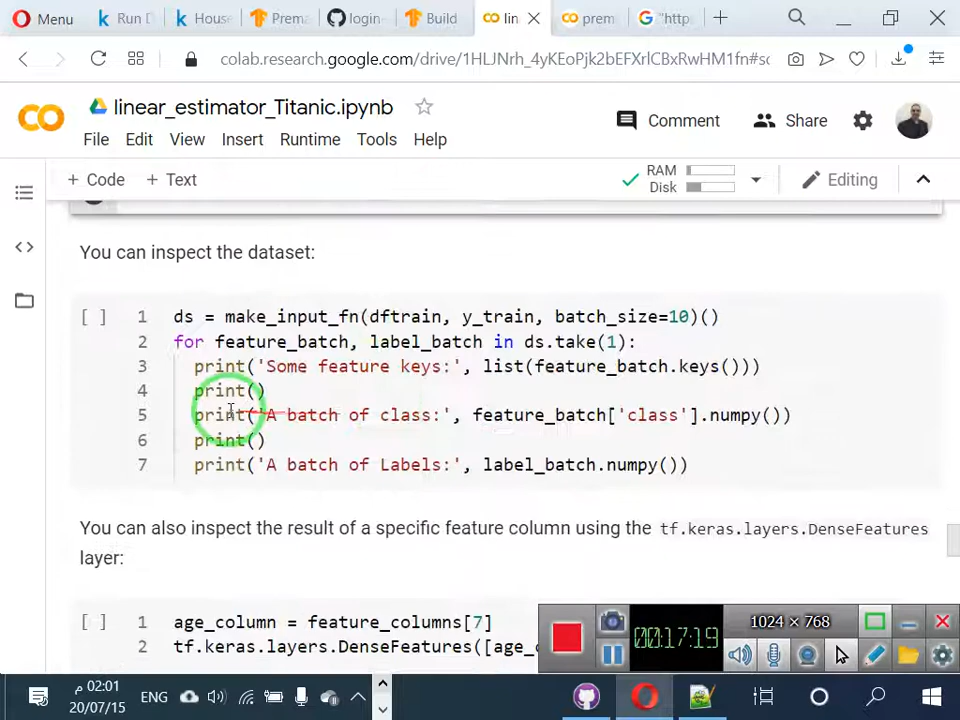 Menu
Run D
House
Prema
login-
Build
lin
prem
"http
colab.research.google.com/drive/1HLJNrh_4yKEoPjk2bEFXrlCBxRwWH1fn#sc
linear_estimator_Titanic.ipynb
Comment
Share
File Edit View Insert Runtime Tools Help
+ Code + Text
RAM
Disk
Editing
You can inspect the dataset:
[ ] 1 ds = make_input_fn(dftrain, y_train, batch_size=10)()
2 for feature_batch, label_batch in ds.take(1):
3 print('Some feature keys:', list(feature_batch.keys()))
4 print()
5 print('A batch of class:', feature_batch['class'].numpy())
6 print()
7 print('A batch of Labels:', label_batch.numpy())
You can also inspect the result of a specific feature column using the tf.keras.layers.DenseFeatures
layer:
[ ] 1 age_column = feature_columns[7]
2 tf.keras.layers.DenseFeatures([age_c
00:17:19
1024 × 768
02:01 م
20/07/15
ENG